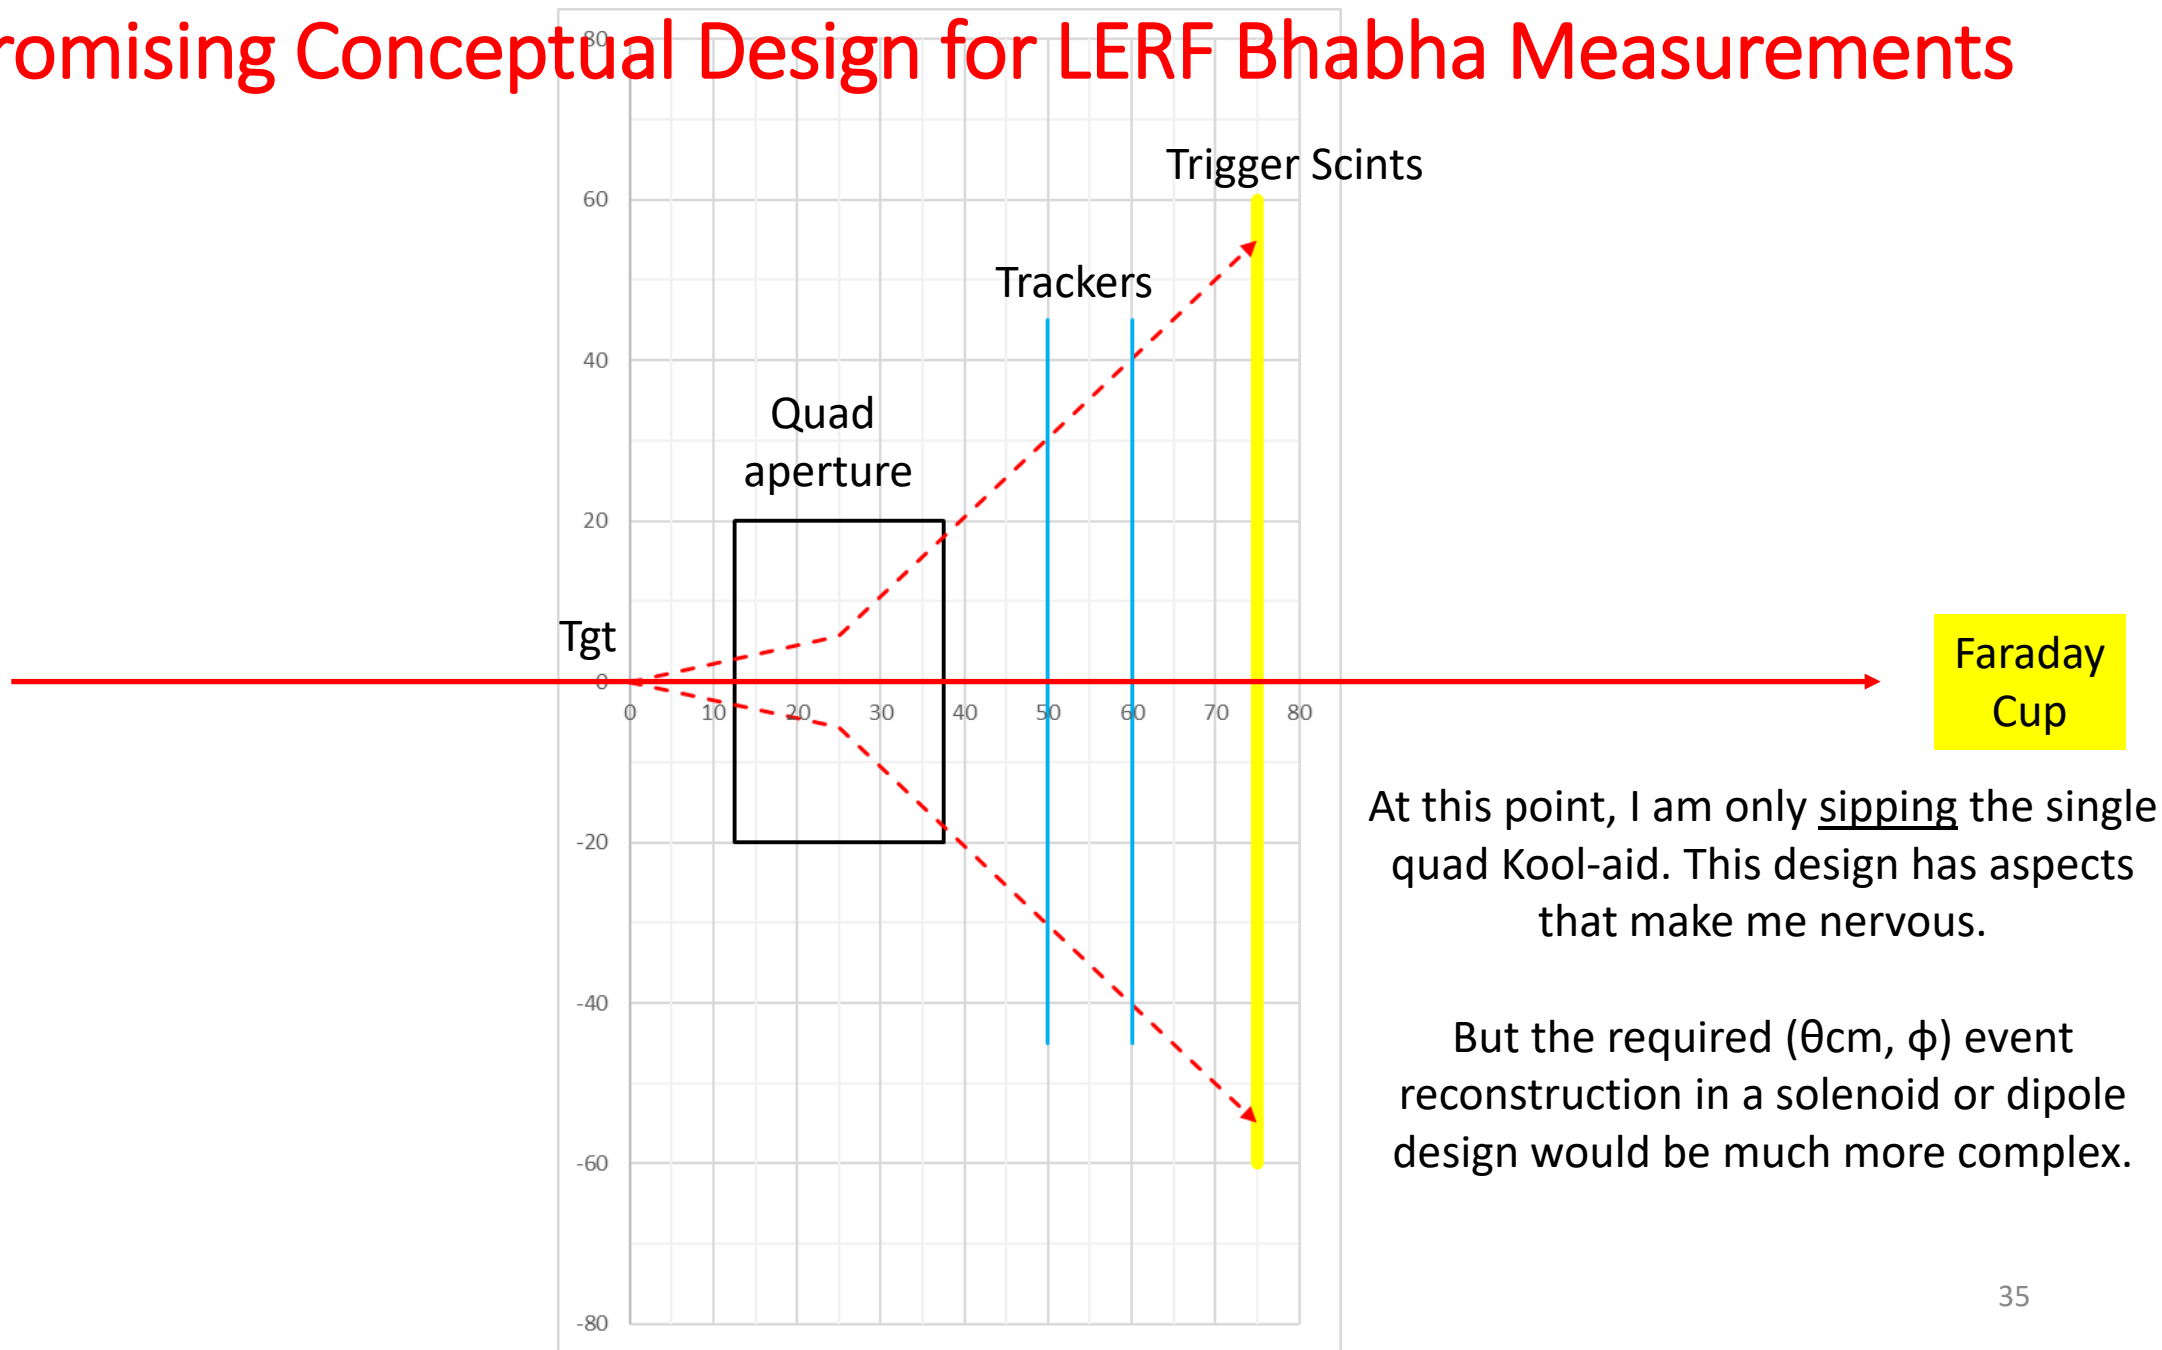 romising Conceptual Design for LERF Bhabha Measurements
80
Trigger Scints
60
Trackers
40
Quad
aperture
20
Tgt
0
0 10 20 30 40 50 60 70 80
Faraday
Cup
-20
At this point, I am only sipping the single
quad Kool-aid. This design has aspects
that make me nervous.
-40
But the required (θcm, ϕ) event
reconstruction in a solenoid or dipole
design would be much more complex.
-60
-80
35